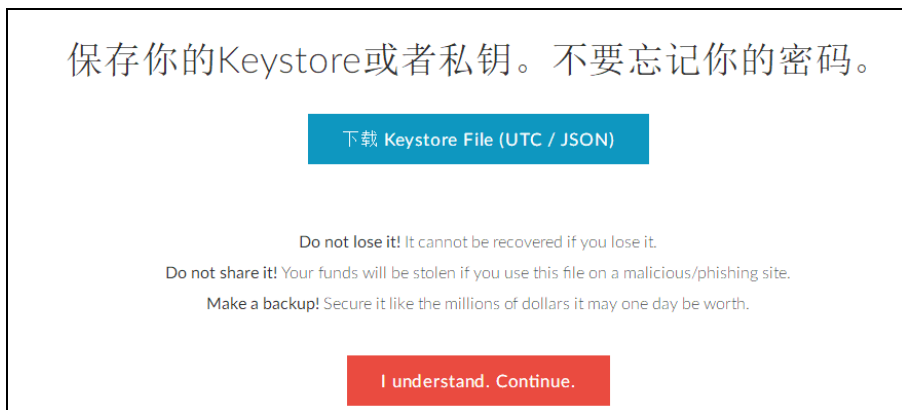 保存你的Keystore或者私钥。不要忘记你的密码。
下载 Keystore File (UTC / JSON)
Do not lose it! It cannot be recovered if you lose it.
Do not share it! Your funds will be stolen if you use this file on a malicious/phishing site.
Make a backup! Secure it like the millions of dollars it may one day be worth.
I understand. Continue.